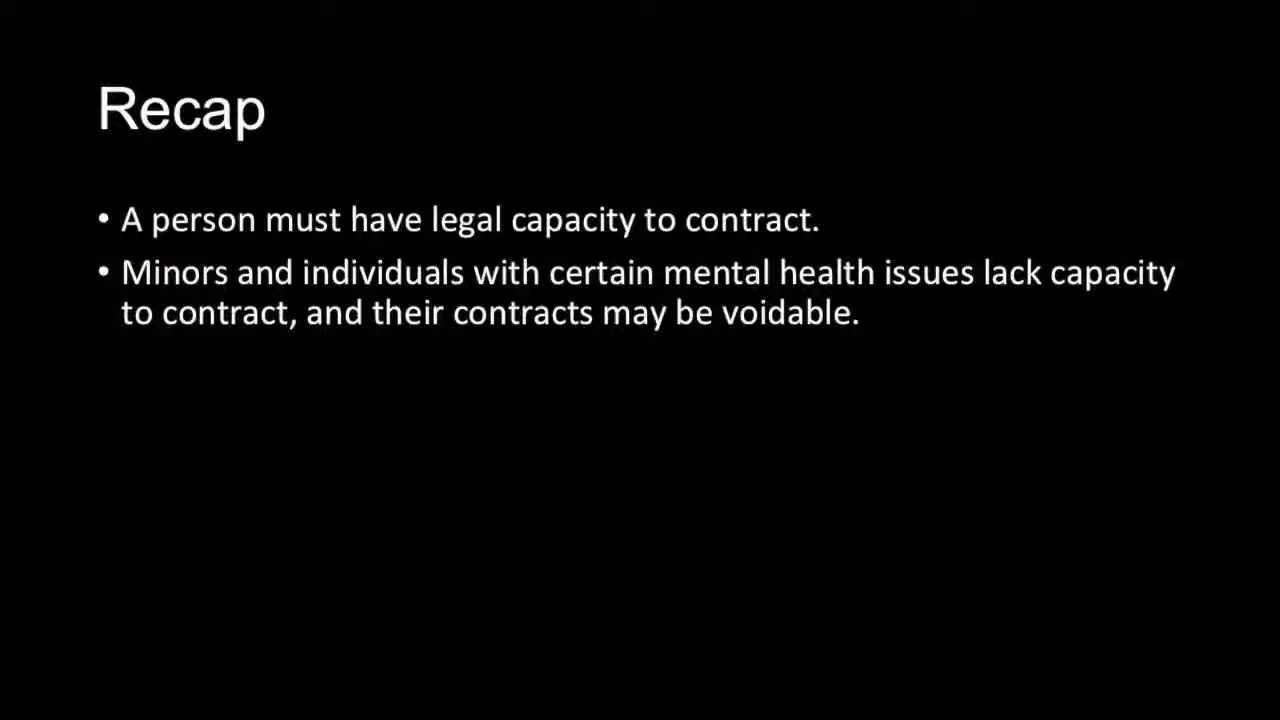 Recap
• A person must have legal capacity to contract.
• Minors and individuals with certain mental health issues lack capacity
to contract, and their contracts may be voidable.